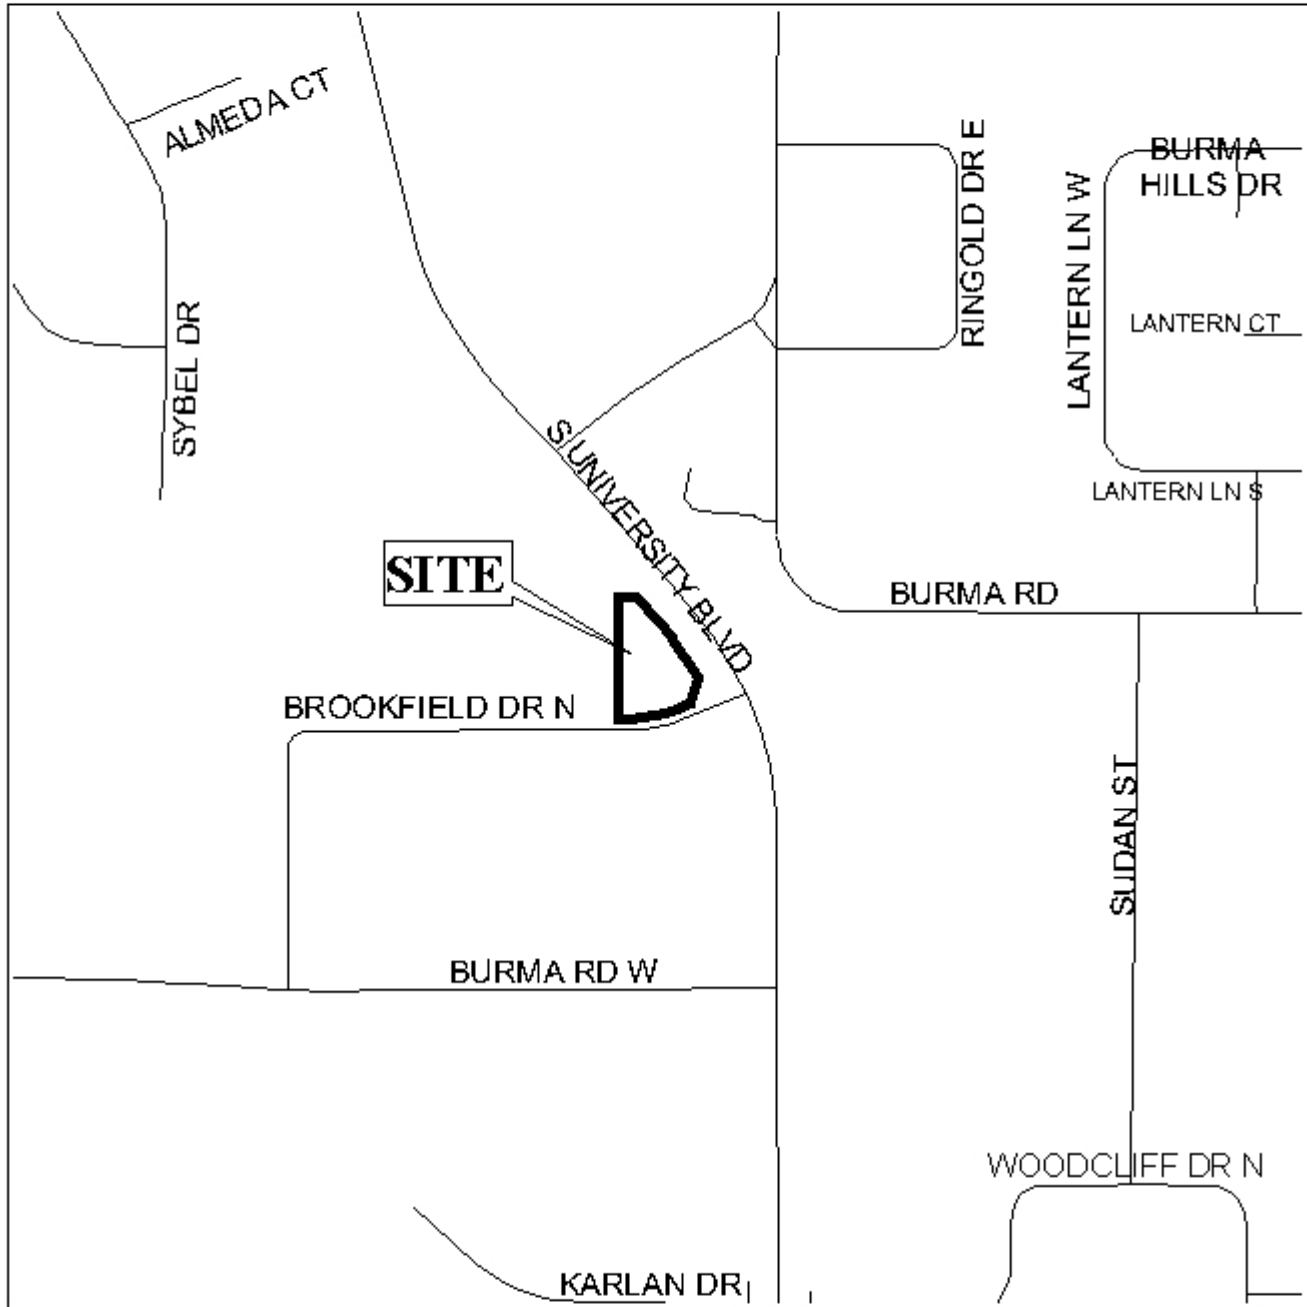 ALMEDA CT
RINGOLD DR E
BURMA
HILLS DR
LANTERN LN W
LANTERN CT
SYBEL DR
S UNIVERSITY BLVD
LANTERN LN S
SITE
BURMA RD
BROOKFIELD DR N
SUDAN ST
BURMA RD W
WOODCLIFF DR N
KARLAN DR